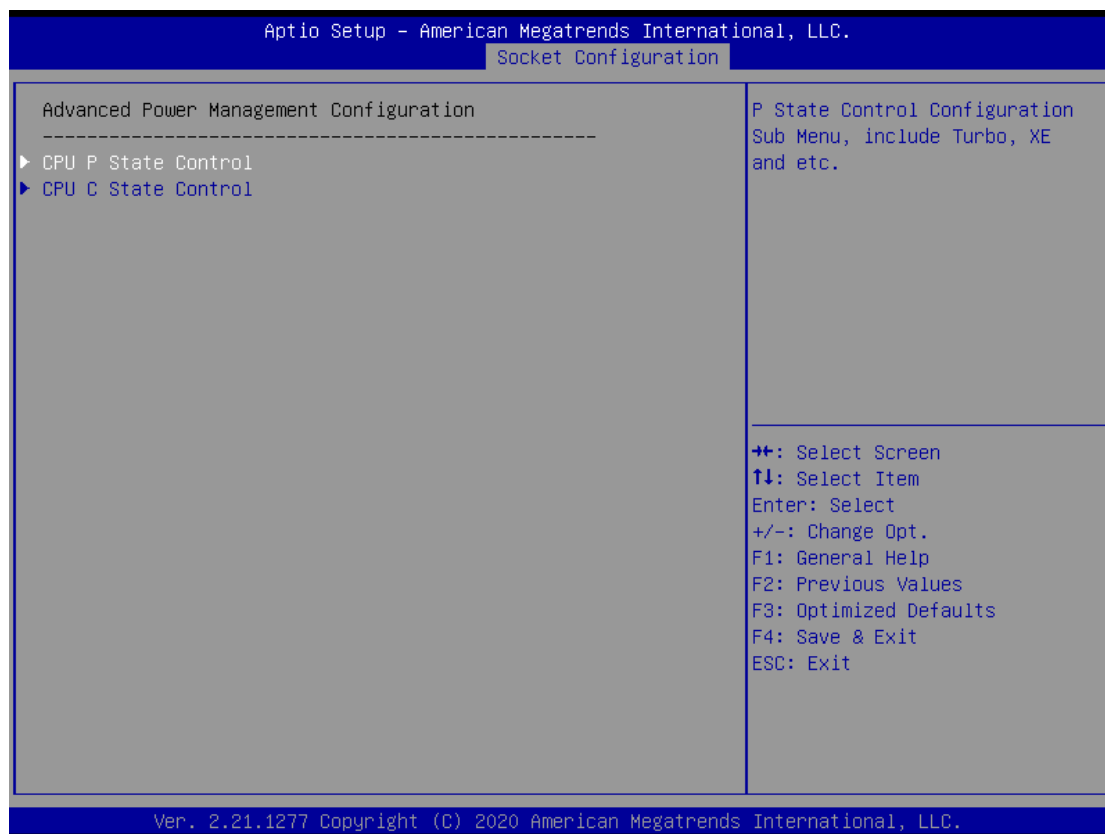 Aptio Setup – American Megatrends International, LLC.
Socket Configuration
Advanced Power Management Configuration
--------------------------------------------------
CPU P State Control
CPU C State Control
P State Control Configuration
Sub Menu, include Turbo, XE
and etc.
→←: Select Screen
↑↓: Select Item
Enter: Select
+/-: Change Opt.
F1: General Help
F2: Previous Values
F3: Optimized Defaults
F4: Save & Exit
ESC: Exit
Ver. 2.21.1277 Copyright (C) 2020 American Megatrends International, LLC.